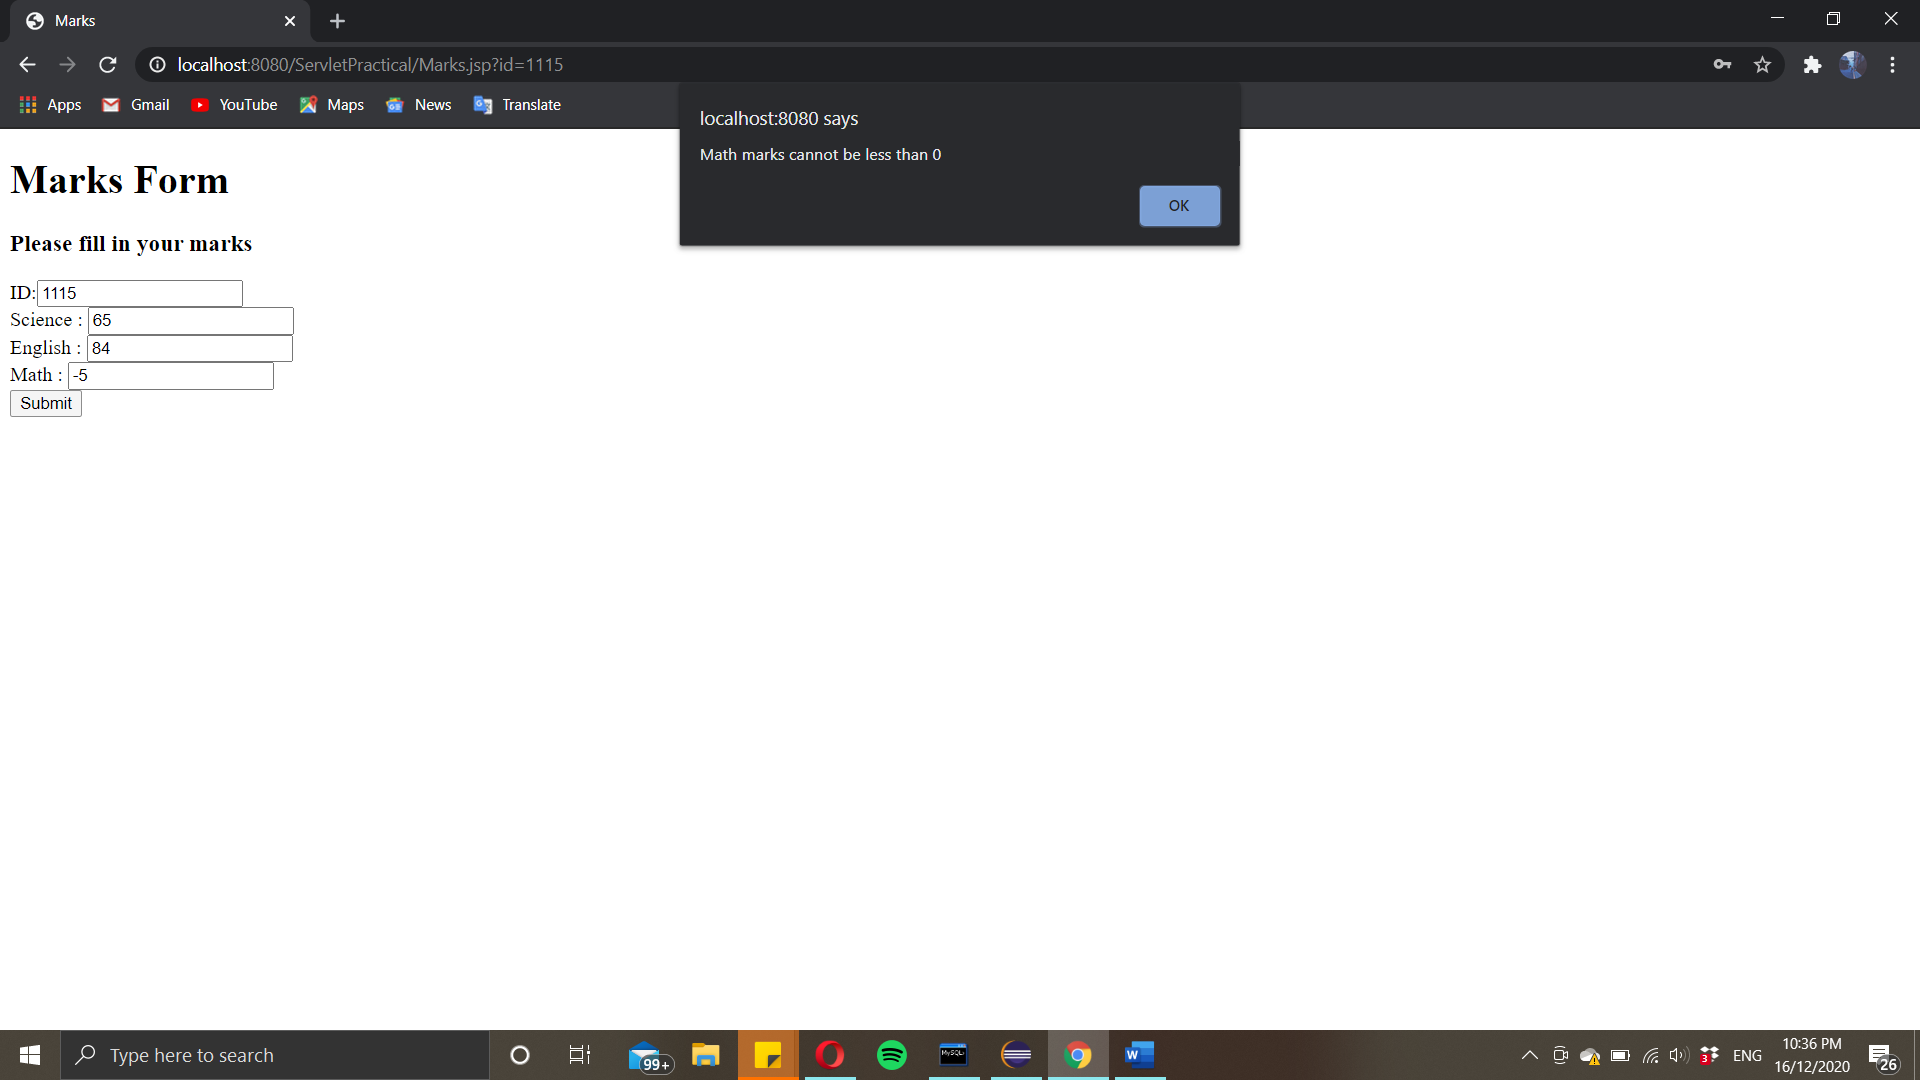 Marks
localhost:8080/ServletPractical/Marks.jsp?id=1115
Apps Gmail YouTube Maps News Translate
localhost:8080 says
Math marks cannot be less than 0
OK
Marks Form
Please fill in your marks
ID: 1115
Science : 65
English : 84
Math : -5
Submit
Type here to search
99+
MySQL
W
3
ENG
10:36 PM
16/12/2020
26